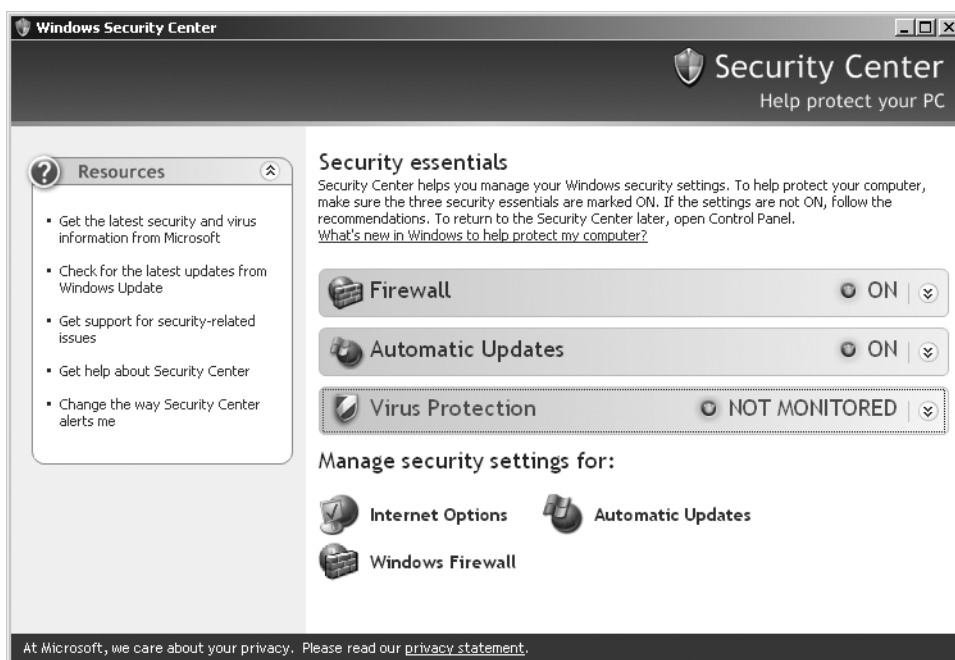 Windows Security Center
Security Center
Help protect your PC
Resources
▪ Get the latest security and virus
information from Microsoft
▪ Check for the latest updates from
Windows Update
▪ Get support for security-related
issues
▪ Get help about Security Center
▪ Change the way Security Center
alerts me
Security essentials
Security Center helps you manage your Windows security settings. To help protect your computer,
make sure the three security essentials are marked ON. If the settings are not ON, follow the
recommendations. To return to the Security Center later, open Control Panel.
What's new in Windows to help protect my computer?
Firewall ON
Automatic Updates ON
Virus Protection NOT MONITORED
Manage security settings for:
Internet Options Automatic Updates
Windows Firewall
At Microsoft, we care about your privacy. Please read our privacy statement.